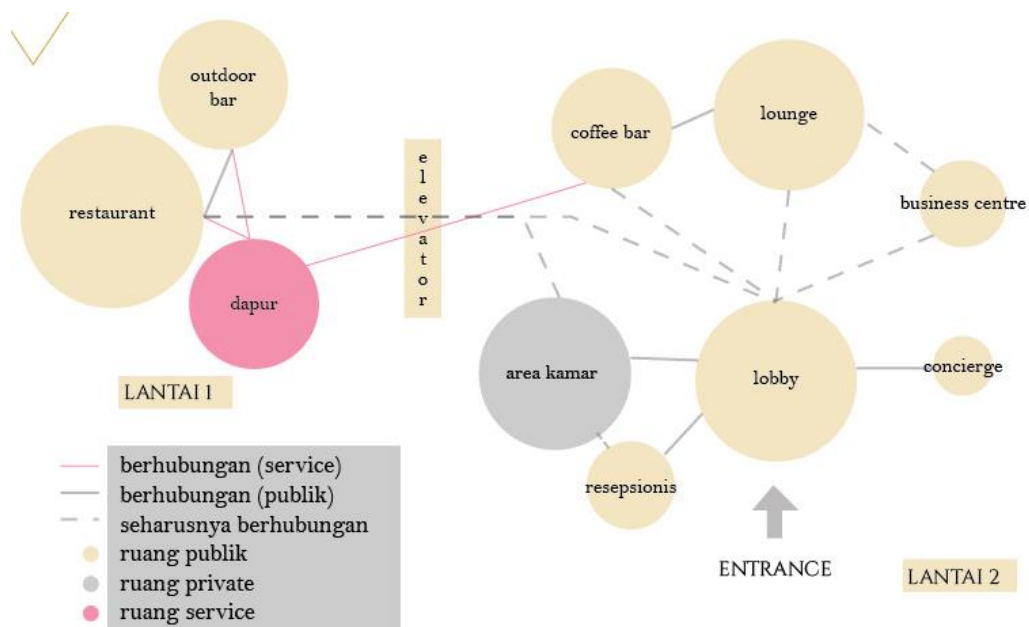 outdoor
bar
restaurant
dapur
LANTAI 1
elevator
coffee bar
lounge
business centre
area kamar
lobby
concierge
resepsionis
ENTRANCE
LANTAI 2
berhubungan (service)
berhubungan (publik)
seharusnya berhubungan
ruang publik
ruang private
ruang service